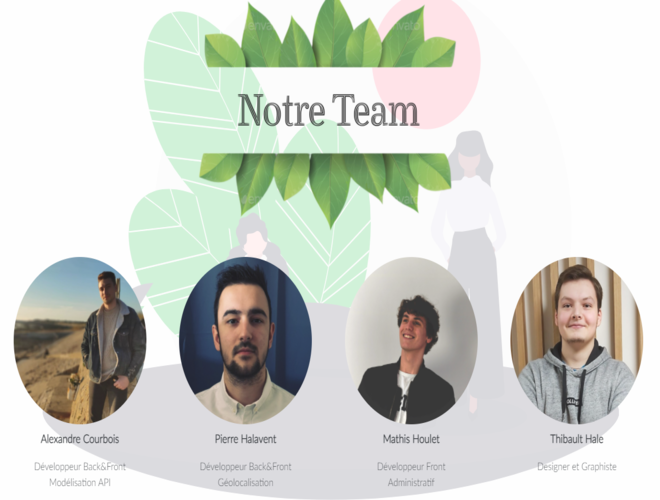 Notre Team
Alexandre Courbois
Pierre Halavent
Mathis Houlet
Thibault Hale
Développeur Back&Front
Modélisation API
Développeur Back&Front
Géolocalisation
Développeur Front
Administratif
Designer et Graphiste